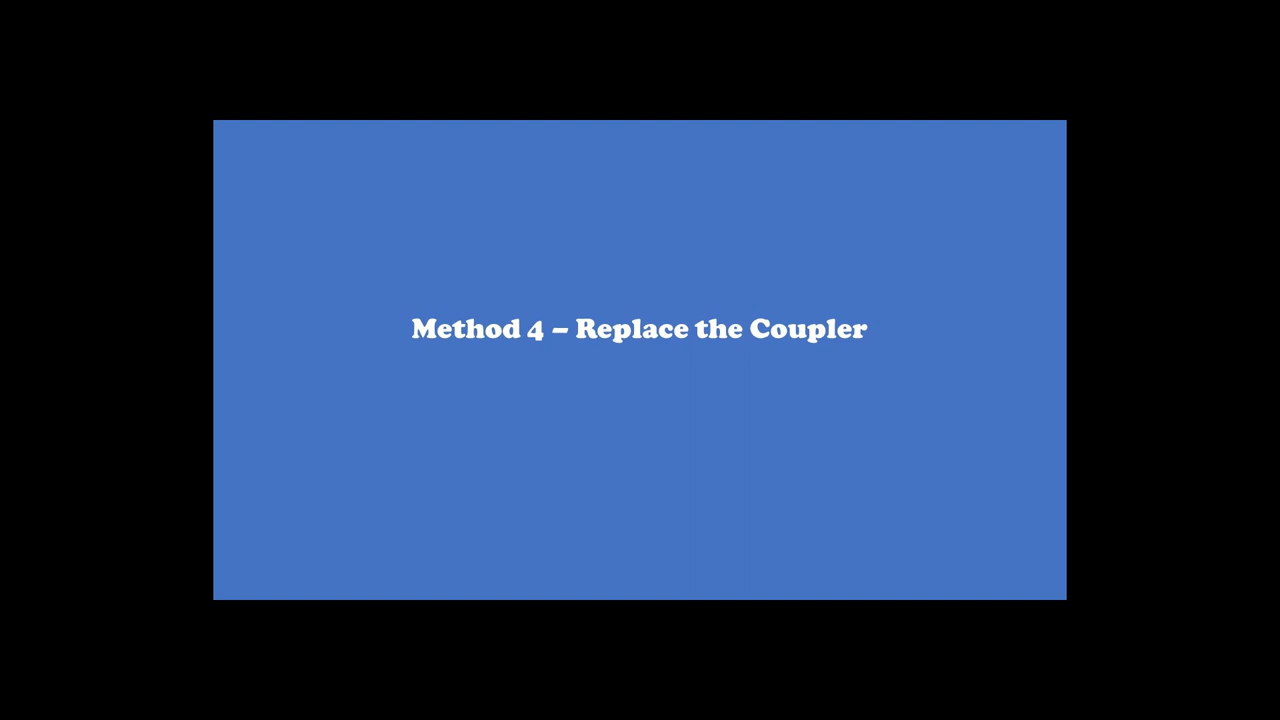 Method 4 – Replace the Coupler